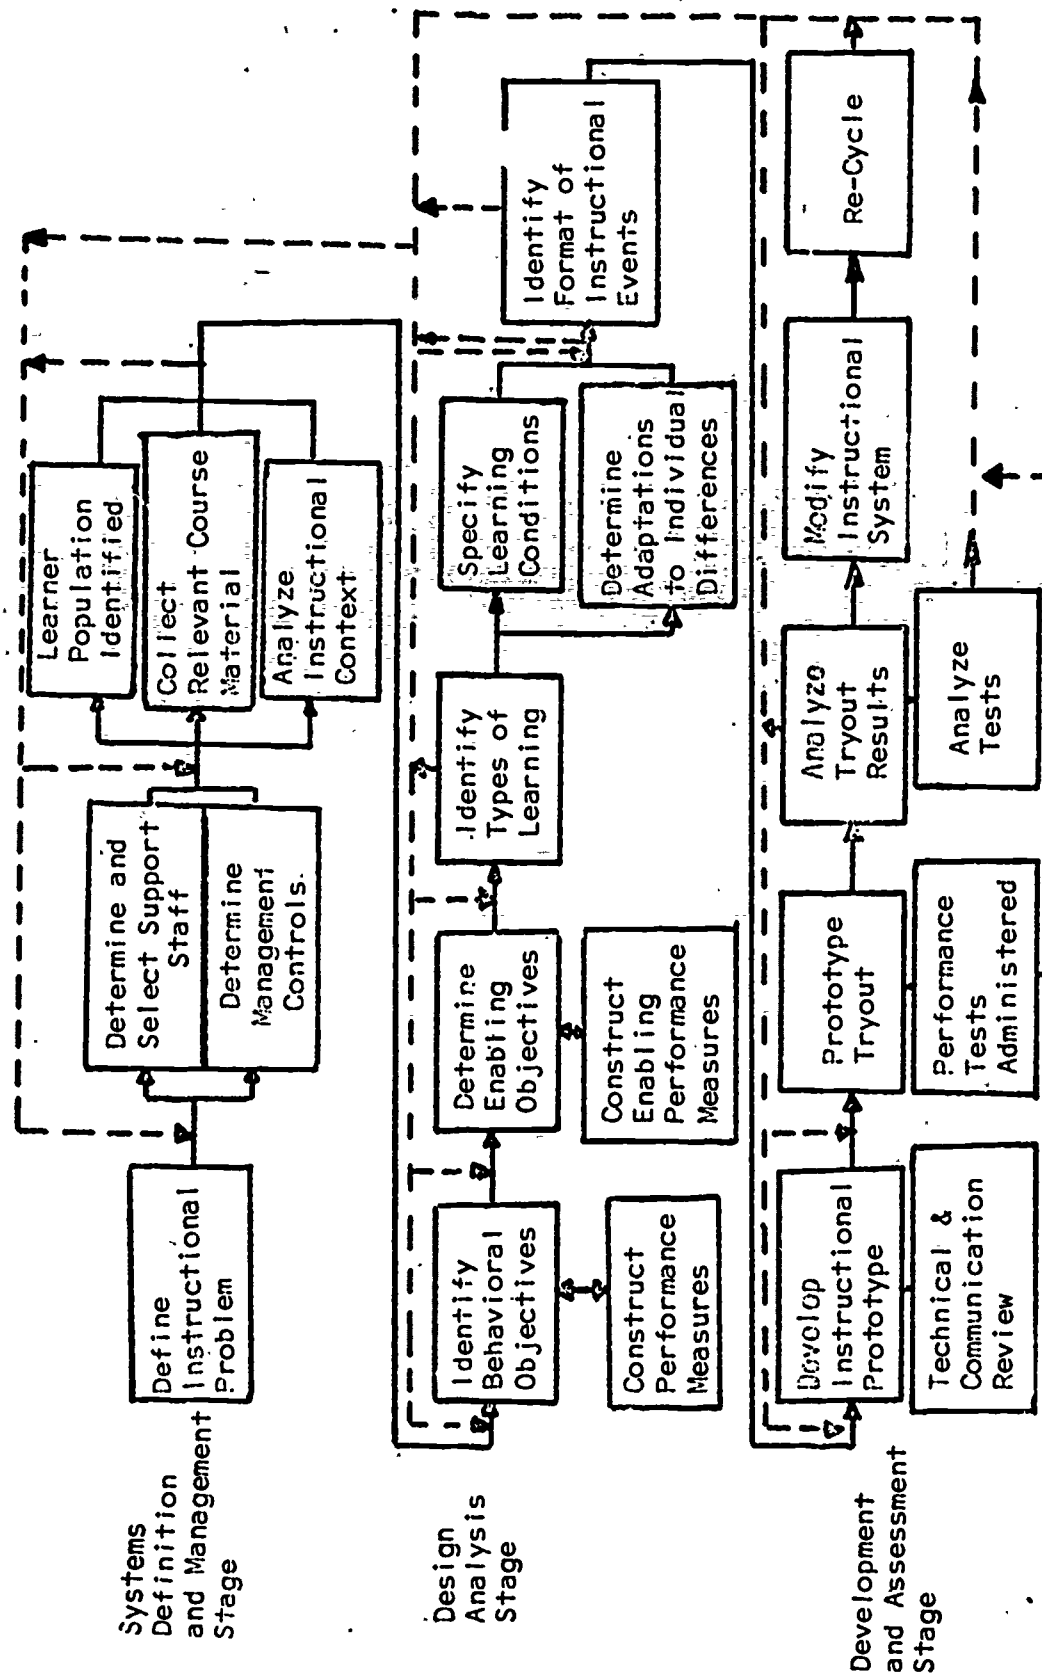 Systems
Definition
and Management
Stage
Define
Instructional
Problem
Determine and
Select Support
Staff
Determine
Management
Controls.
Learner
Population
Identified
Collect
Relevant Course
Material
Analyze
Instructional
Context
Design
Analysis
Stage
Identify
Behavioral
Objectives
Construct
Performance
Measures
Determine
Enabling
Objectives
Construct
Enabling
Performance
Measures
Identify
Types of
Learning
Specify
Learning
Conditions
Determine
Adaptations
to Individual
Differences
Identify
Format of
Instructional
Events
Development
and Assessment
Stage
Develop
Instructional
Prototype
Technical &
Communication
Review
Prototype
Tryout
Performance
Tests
Administered
Analyze
Tryout
Results
Analyze
Tests
Modify
Instructional
System
Re-Cycle